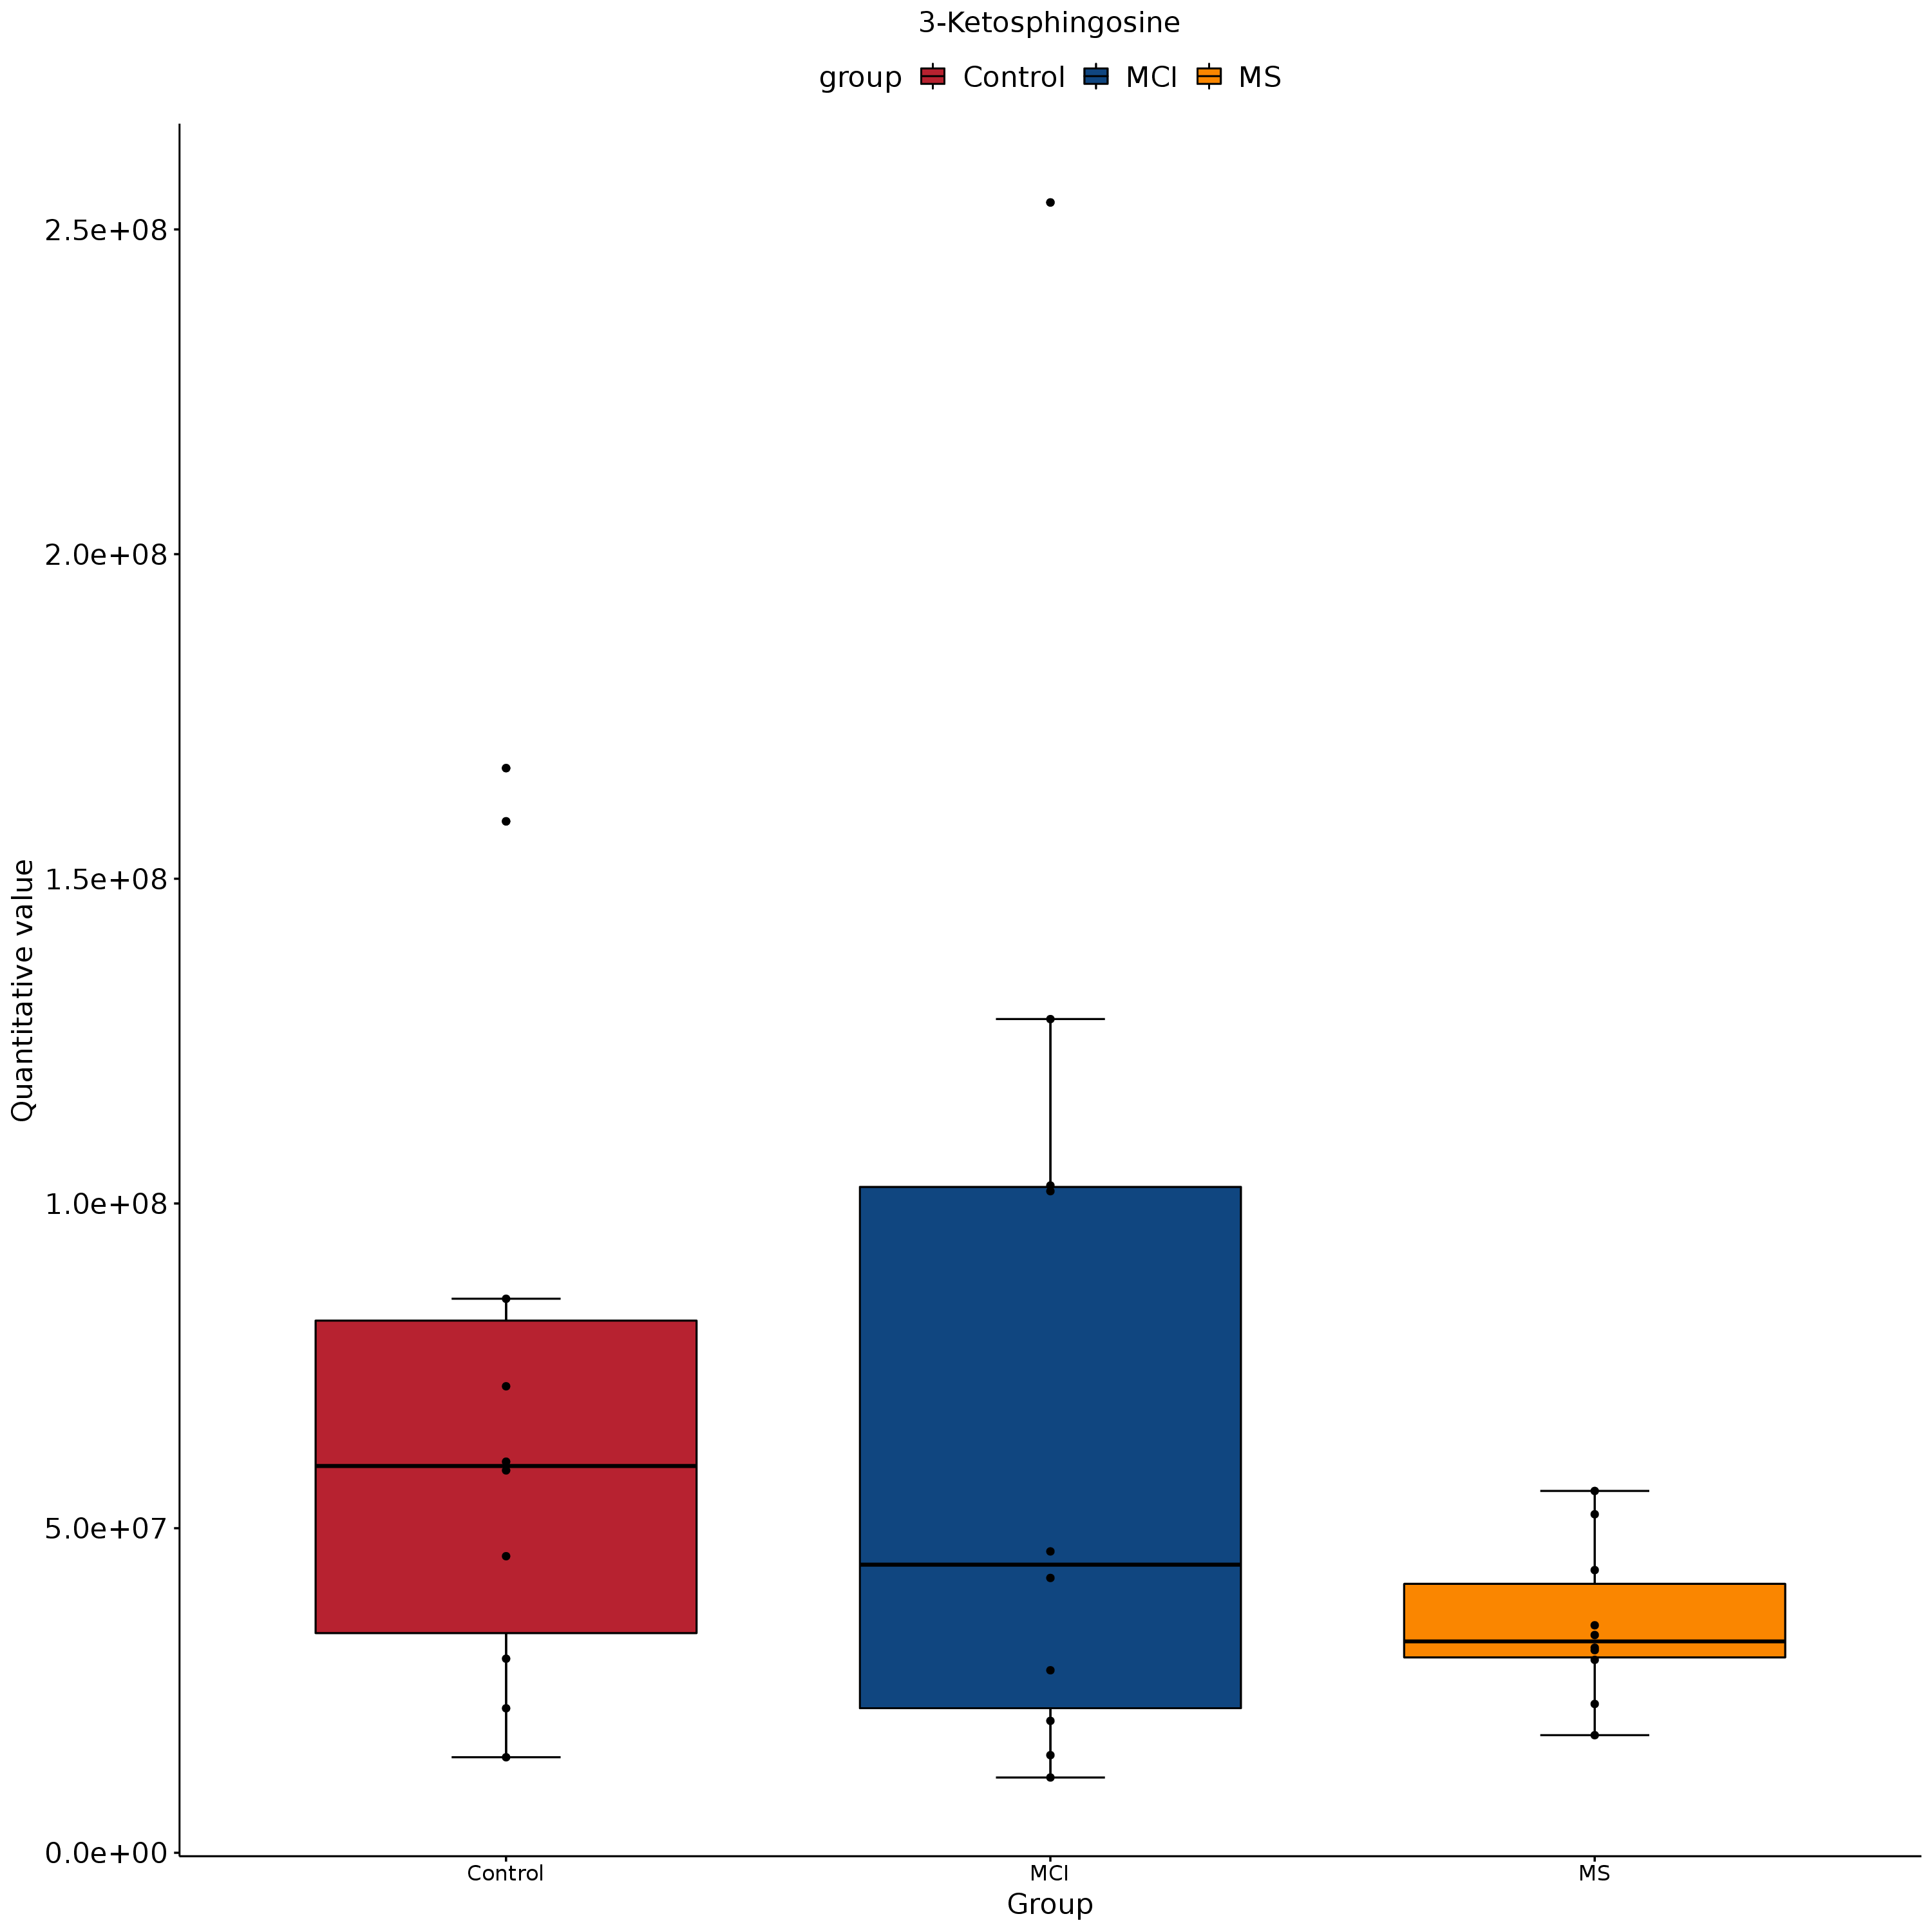 3-Ketosphingosine
group Control MCI MS
Quantitative value
2.5e+08
2.0e+08
1.5e+08
1.0e+08
5.0e+07
0.0e+00
Control MCI MS
Group